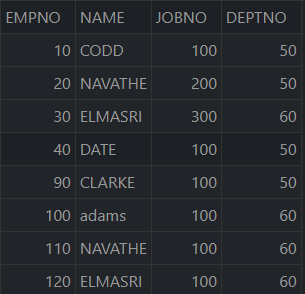 EMPNO NAME JOBNO DEPTNO
10 CODD 100 50
20 NAVATHE 200 50
30 ELMASRI 300 60
40 DATE 100 50
90 CLARKE 100 50
100 adams 100 60
110 NAVATHE 100 60
120 ELMASRI 100 60